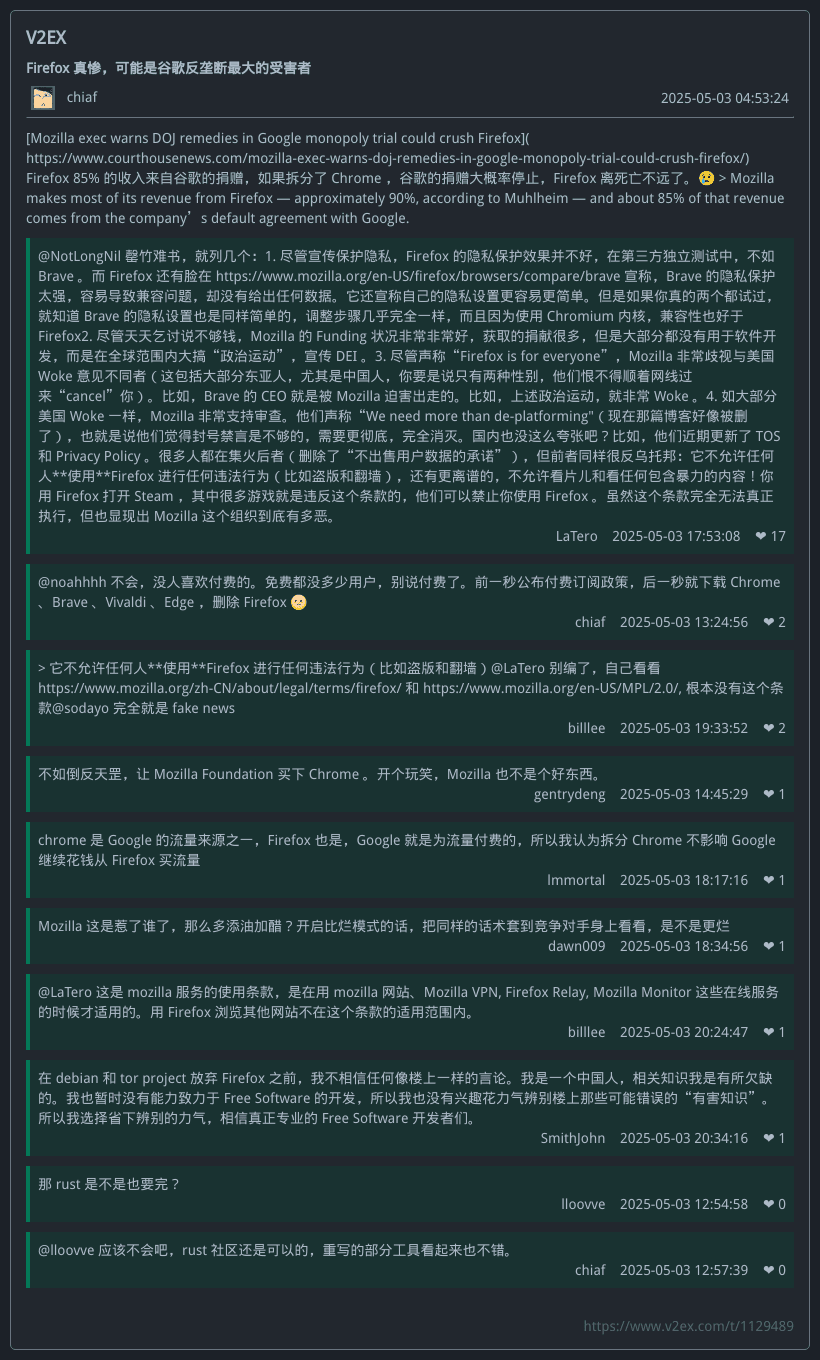 V2EX
Firefox 真惨，可能是谷歌反垄断最大的受害者
chiaf
2025-05-03 04:53:24
[Mozilla exec warns DOJ remedies in Google monopoly trial could crush Firefox](
https://www.courthousenews.com/mozilla-exec-warns-doj-remedies-in-google-monopoly-trial-could-crush-firefox/)
Firefox 85% 的收入来自谷歌的捐赠，如果拆分了 Chrome ，谷歌的捐赠大概率停止，Firefox 离死亡不远了。😢 > Mozilla
makes most of its revenue from Firefox — approximately 90%, according to Muhlheim — and about 85% of that revenue
comes from the company’s default agreement with Google.
@NotLongNil 罄竹难书，就列几个：1. 尽管宣传保护隐私，Firefox 的隐私保护效果并不好，在第三方独立测试中，不如
Brave 。而 Firefox 还有脸在 https://www.mozilla.org/en-US/firefox/browsers/compare/brave 宣称，Brave 的隐私保护
太强，容易导致兼容问题，却没有给出任何数据。它还宣称自己的隐私设置更容易更简单。但是如果你真的两个都试过，
就知道 Brave 的隐私设置也是同样简单的，调整步骤几乎完全一样，而且因为使用 Chromium 内核，兼容性也好于
Firefox2. 尽管天天乞讨说不够钱，Mozilla 的 Funding 状况非常非常好，获取的捐献很多，但是大部分都没有用于软件开
发，而是在全球范围内大搞“政治运动”，宣传 DEI 。3. 尽管声称“Firefox is for everyone”，Mozilla 非常歧视与美国
Woke 意见不同者（这包括大部分东亚人，尤其是中国人，你要是说只有两种性别，他们恨不得顺着网线过
来“cancel”你）。比如，Brave 的 CEO 就是被 Mozilla 迫害出走的。比如，上述政治运动，就非常 Woke 。4. 如大部分
美国 Woke 一样，Mozilla 非常支持审查。他们声称“We need more than de-platforming"（现在那篇博客好像被删
了），也就是说他们觉得封号禁言是不够的，需要更彻底，完全消灭。国内也没这么夸张吧？比如，他们近期更新了 TOS
和 Privacy Policy 。很多人都在集火后者（删除了“不出售用户数据的承诺”），但前者同样很反乌托邦：它不允许任何
人**使用**Firefox 进行任何违法行为（比如盗版和翻墙），还有更离谱的，不允许看片儿和看任何包含暴力的内容！你
用 Firefox 打开 Steam ，其中很多游戏就是违反这个条款的，他们可以禁止你使用 Firefox 。虽然这个条款完全无法真正
执行，但也显现出 Mozilla 这个组织到底有多恶。
LaTero 2025-05-03 17:53:08 ❤ 17
@noahhhh 不会，没人喜欢付费的。免费都没多少用户，别说付费了。前一秒公布付费订阅政策，后一秒就下载 Chrome
、Brave 、Vivaldi 、Edge ，删除 Firefox 🌝
chiaf 2025-05-03 13:24:56 ❤ 2
> 它不允许任何人**使用**Firefox 进行任何违法行为（比如盗版和翻墙）@LaTero 别编了，自己看看
https://www.mozilla.org/zh-CN/about/legal/terms/firefox/ 和 https://www.mozilla.org/en-US/MPL/2.0/, 根本没有这个条
款@sodayo 完全就是 fake news
billlee 2025-05-03 19:33:52 ❤ 2
不如倒反天罡，让 Mozilla Foundation 买下 Chrome 。开个玩笑，Mozilla 也不是个好东西。
gentrydeng 2025-05-03 14:45:29 ❤ 1
chrome 是 Google 的流量来源之一，Firefox 也是，Google 就是为流量付费的，所以我认为拆分 Chrome 不影响 Google
继续花钱从 Firefox 买流量
lmmortal 2025-05-03 18:17:16 ❤ 1
Mozilla 这是惹了谁了，那么多添油加醋？开启比烂模式的话，把同样的话术套到竞争对手身上看看，是不是更烂
dawn009 2025-05-03 18:34:56 ❤ 1
@LaTero 这是 mozilla 服务的使用条款，是在用 mozilla 网站、Mozilla VPN, Firefox Relay, Mozilla Monitor 这些在线服务
的时候才适用的。用 Firefox 浏览其他网站不在这个条款的适用范围内。
billlee 2025-05-03 20:24:47 ❤ 1
在 debian 和 tor project 放弃 Firefox 之前，我不相信任何像楼上一样的言论。我是一个中国人，相关知识我是有所欠缺
的。我也暂时没有能力致力于 Free Software 的开发，所以我也没有兴趣花力气辨别楼上那些可能错误的“有害知识”。
所以我选择省下辨别的力气，相信真正专业的 Free Software 开发者们。
SmithJohn 2025-05-03 20:34:16 ❤ 1
那 rust 是不是也要完？
lloovve 2025-05-03 12:54:58 ❤ 0
@lloovve 应该不会吧，rust 社区还是可以的，重写的部分工具看起来也不错。
chiaf 2025-05-03 12:57:39 ❤ 0
https://www.v2ex.com/t/1129489